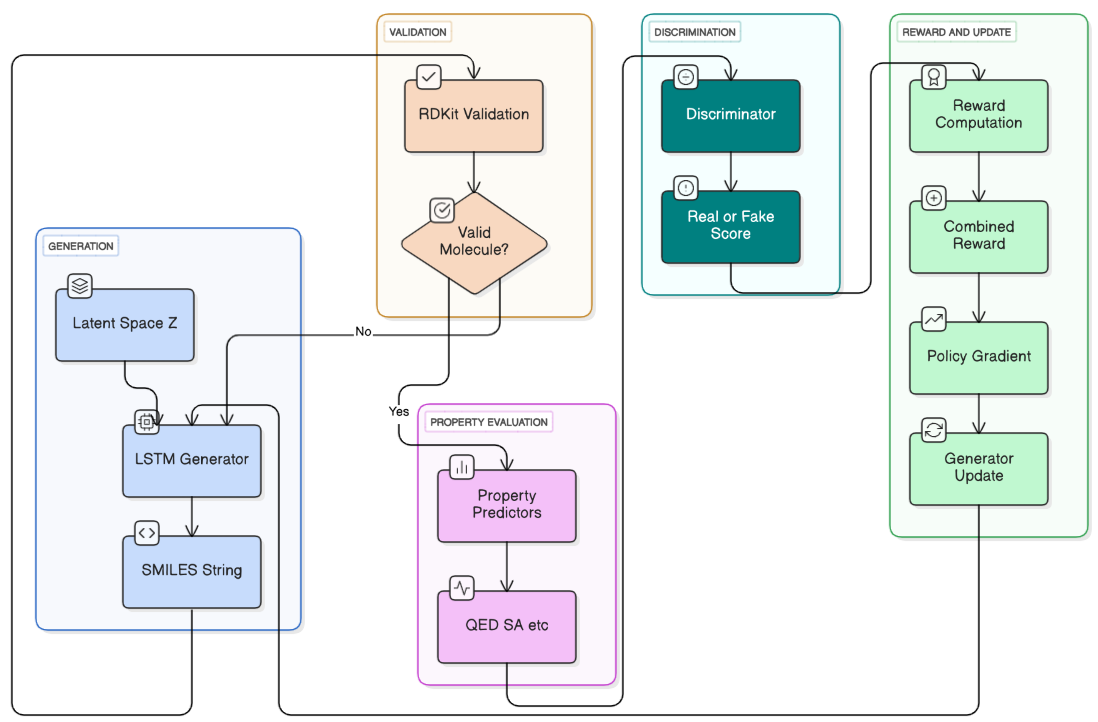 VALIDATION
RDKit Validation
Valid
Molecule?
No
Yes
GENERATION
Latent Space Z
LSTM Generator
SMILES String
PROPERTY EVALUATION
Property
Predictors
QED SA etc
DISCRIMINATION
Discriminator
Real or Fake
Score
REWARD AND UPDATE
Reward
Computation
Combined
Reward
Policy Gradient
Generator
Update